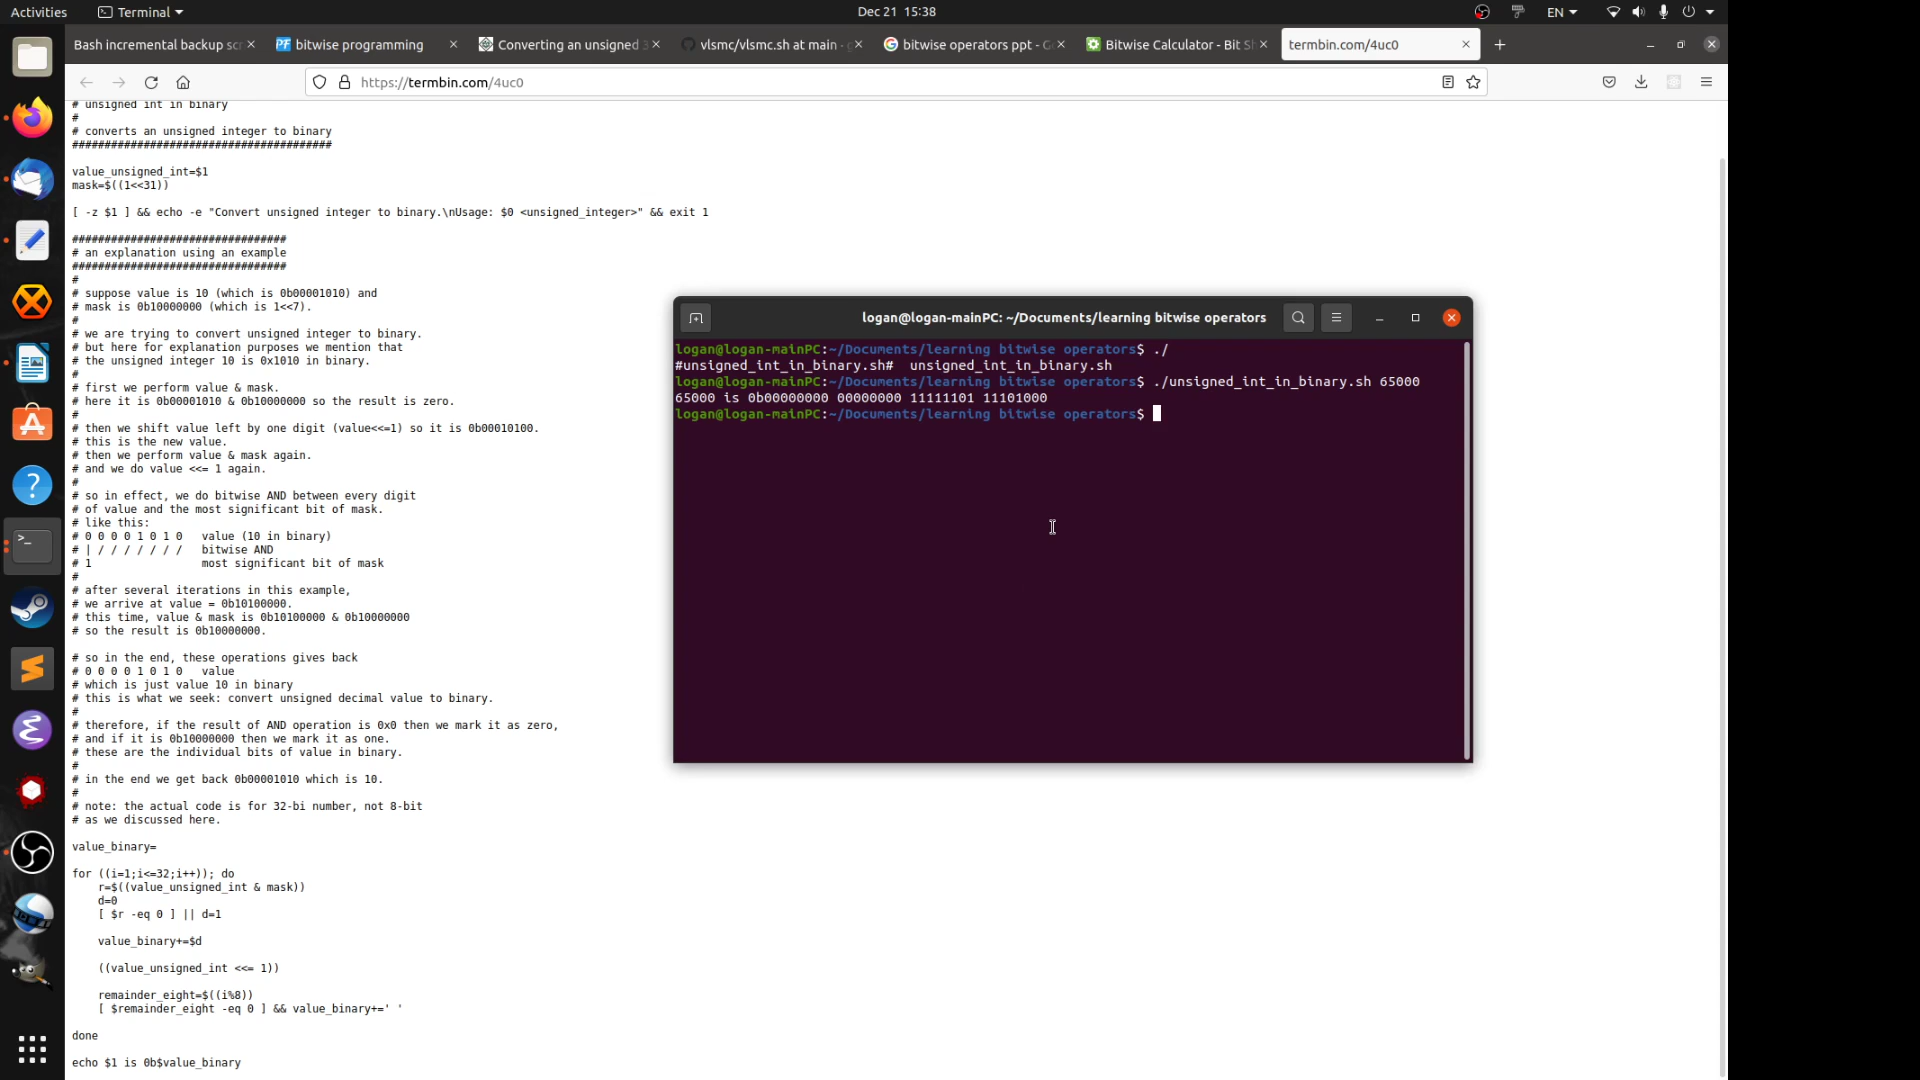 Activities Terminal Dec 21 15:38 EN
Bash incremental backup sc bitwise programming Converting an unsigned 3 vlsmc/vlsmc.sh at main · g bitwise operators ppt - Go Bitwise Calculator - Bit Sh termbin.com/4uc0
https://termbin.com/4uc0
# unsigned int in binary
#
# converts an unsigned integer to binary
########################################
value_unsigned_int=$1
mask=$((1<<31))
[ -z $1 ] && echo -e "Convert unsigned integer to binary.\nUsage: $0 <unsigned_integer>" && exit 1
#################################
# an explanation using an example
#################################
#
# suppose value is 10 (which is 0b00001010) and
# mask is 0b10000000 (which is 1<<7).
#
# we are trying to convert unsigned integer to binary.
# but here for explanation purposes we mention that
# the unsigned integer 10 is 0x1010 in binary.
#
# first we perform value & mask.
# here it is 0b00001010 & 0b10000000 so the result is zero.
#
# then we shift value left by one digit (value<<=1) so it is 0b00010100.
# this is the new value.
# then we perform value & mask again.
# and we do value <<= 1 again.
#
# so in effect, we do bitwise AND between every digit
# of value and the most significant bit of mask.
# like this:
# 0 0 0 0 1 0 1 0   value (10 in binary)
# | / / / / / / /   bitwise AND
# 1                 most significant bit of mask
#
# after several iterations in this example,
# we arrive at value = 0b10100000.
# this time, value & mask is 0b10100000 & 0b10000000
# so the result is 0b10000000.
# so in the end, these operations gives back
# 0 0 0 0 1 0 1 0   value
# which is just value 10 in binary
# this is what we seek: convert unsigned decimal value to binary.
#
# therefore, if the result of AND operation is 0x0 then we mark it as zero,
# and if it is 0b10000000 then we mark it as one.
# these are the individual bits of value in binary.
#
# in the end we get back 0b00001010 which is 10.
#
# note: the actual code is for 32-bi number, not 8-bit
# as we discussed here.
value_binary=
for ((i=1;i<=32;i++)); do
r=$((value_unsigned_int & mask))
d=0
[ $r -eq 0 ] || d=1
value_binary+=$d
((value_unsigned_int <<= 1))
remainder_eight=$((i%8))
[ $remainder_eight -eq 0 ] && value_binary+=' '
done
echo $1 is 0b$value_binary
logan@logan-mainPC: ~/Documents/learning bitwise operators
logan@logan-mainPC:~/Documents/learning bitwise operators$ ./
#unsigned_int_in_binary.sh#  unsigned_int_in_binary.sh
logan@logan-mainPC:~/Documents/learning bitwise operators$ ./unsigned_int_in_binary.sh 65000
65000 is 0b00000000 00000000 11111101 11101000
logan@logan-mainPC:~/Documents/learning bitwise operators$